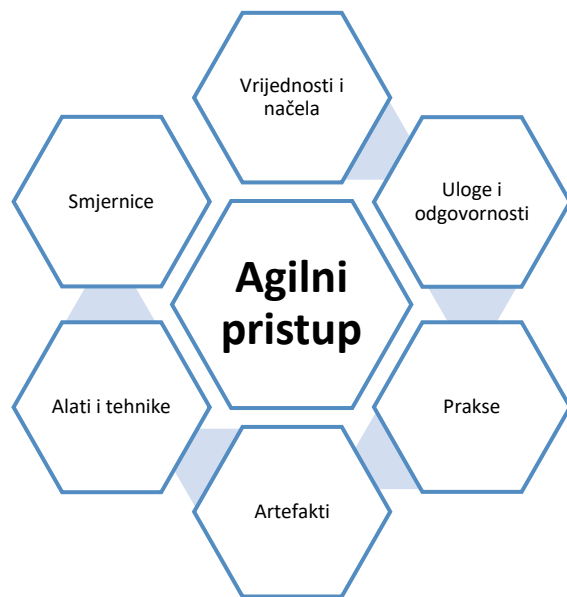 Vrijednosti i
načela
Uloge i
odgovornosti
Smjernice
Agilni
pristup
Alati i tehnike
Prakse
Artefakti